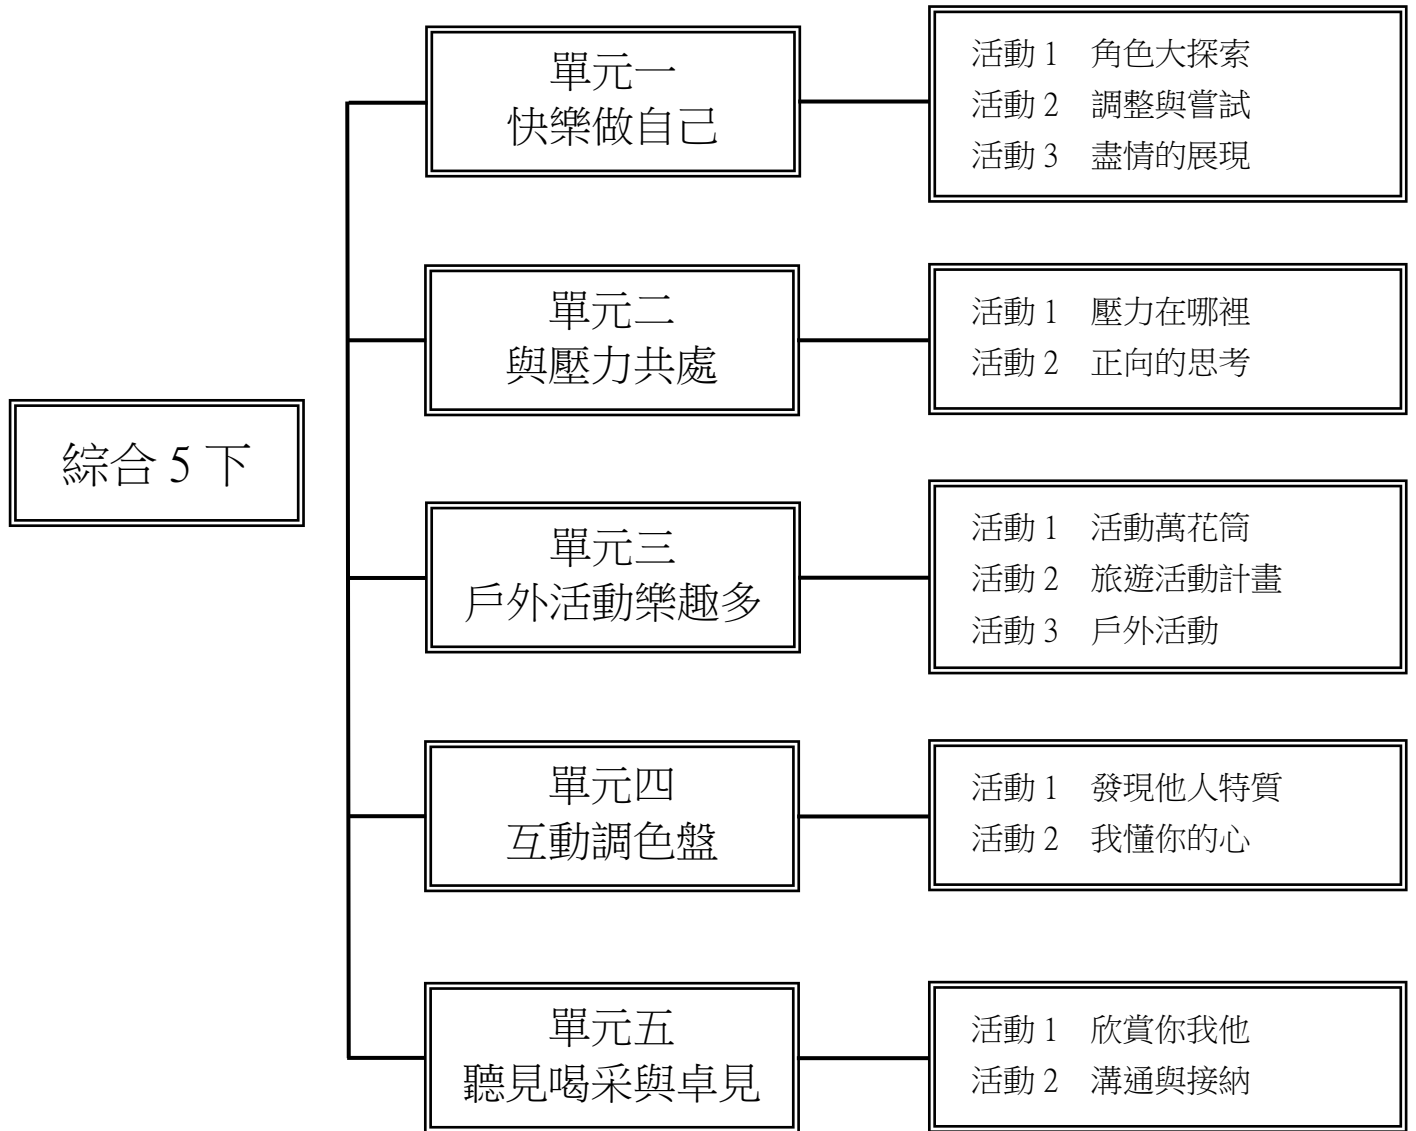 綜合 5 下
單元一
快樂做自己
活動 1　角色大探索
活動 2　調整與嘗試
活動 3　盡情的展現
單元二
與壓力共處
活動 1　壓力在哪裡
活動 2　正向的思考
單元三
戶外活動樂趣多
活動 1　活動萬花筒
活動 2　旅遊活動計畫
活動 3　戶外活動
單元四
互動調色盤
活動 1　發現他人特質
活動 2　我懂你的心
單元五
聽見喝采與卓見
活動 1　欣賞你我他
活動 2　溝通與接納